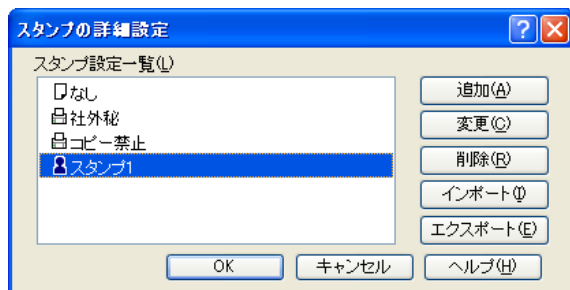 スタンプの詳細設定
スタンプ設定一覧(L)
なし
社外秘
コピー禁止
スタンプ1
追加(A)
変更(C)
削除(R)
インポート(I)
エクスポート(E)
OK
キャンセル
ヘルプ(H)